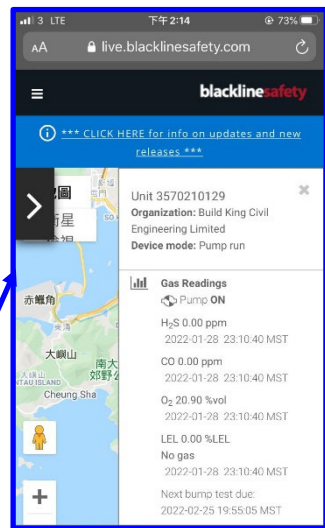 3 LTE
下午2:14
73%
AA
live.blacklinesafety.com
blacklinesafety
*** CLICK HERE for info on updates and new
releases ***
Unit 3570210129
Organization: Build King Civil
Engineering Limited
Device mode: Pump run
Gas Readings
Pump ON
H₂S 0.00 ppm
2022-01-28 23:10:40 MST
CO 0.00 ppm
2022-01-28 23:10:40 MST
O₂ 20.90 %vol
2022-01-28 23:10:40 MST
LEL 0.00 %LEL
No gas
2022-01-28 23:10:40 MST
Next bump test due:
2022-02-25 19:55:05 MST
赤鱲角
大嶼山
南大
郊野
NTAU ISLAND
Cheung Sha